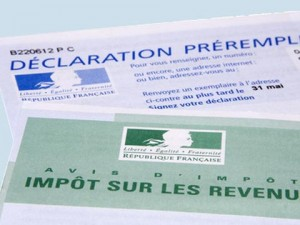 B220612 P C
DÉCLARATION PRÉREMPL
Pour vous renseigner, un numéro
ou encore, une adresse internet
ou bien, adressez-vous au
Renvoyez un exemplaire à l'adresse
ci-contre au plus tard le 31 mai
signez votre déclaration
Liberté • Égalité • Fraternité
RÉPUBLIQUE FRANÇAISE
Liberté • Égalité • Fraternité
RÉPUBLIQUE FRANÇAISE
AVIS D'IMPÔT
IMPÔT SUR LES REVENU